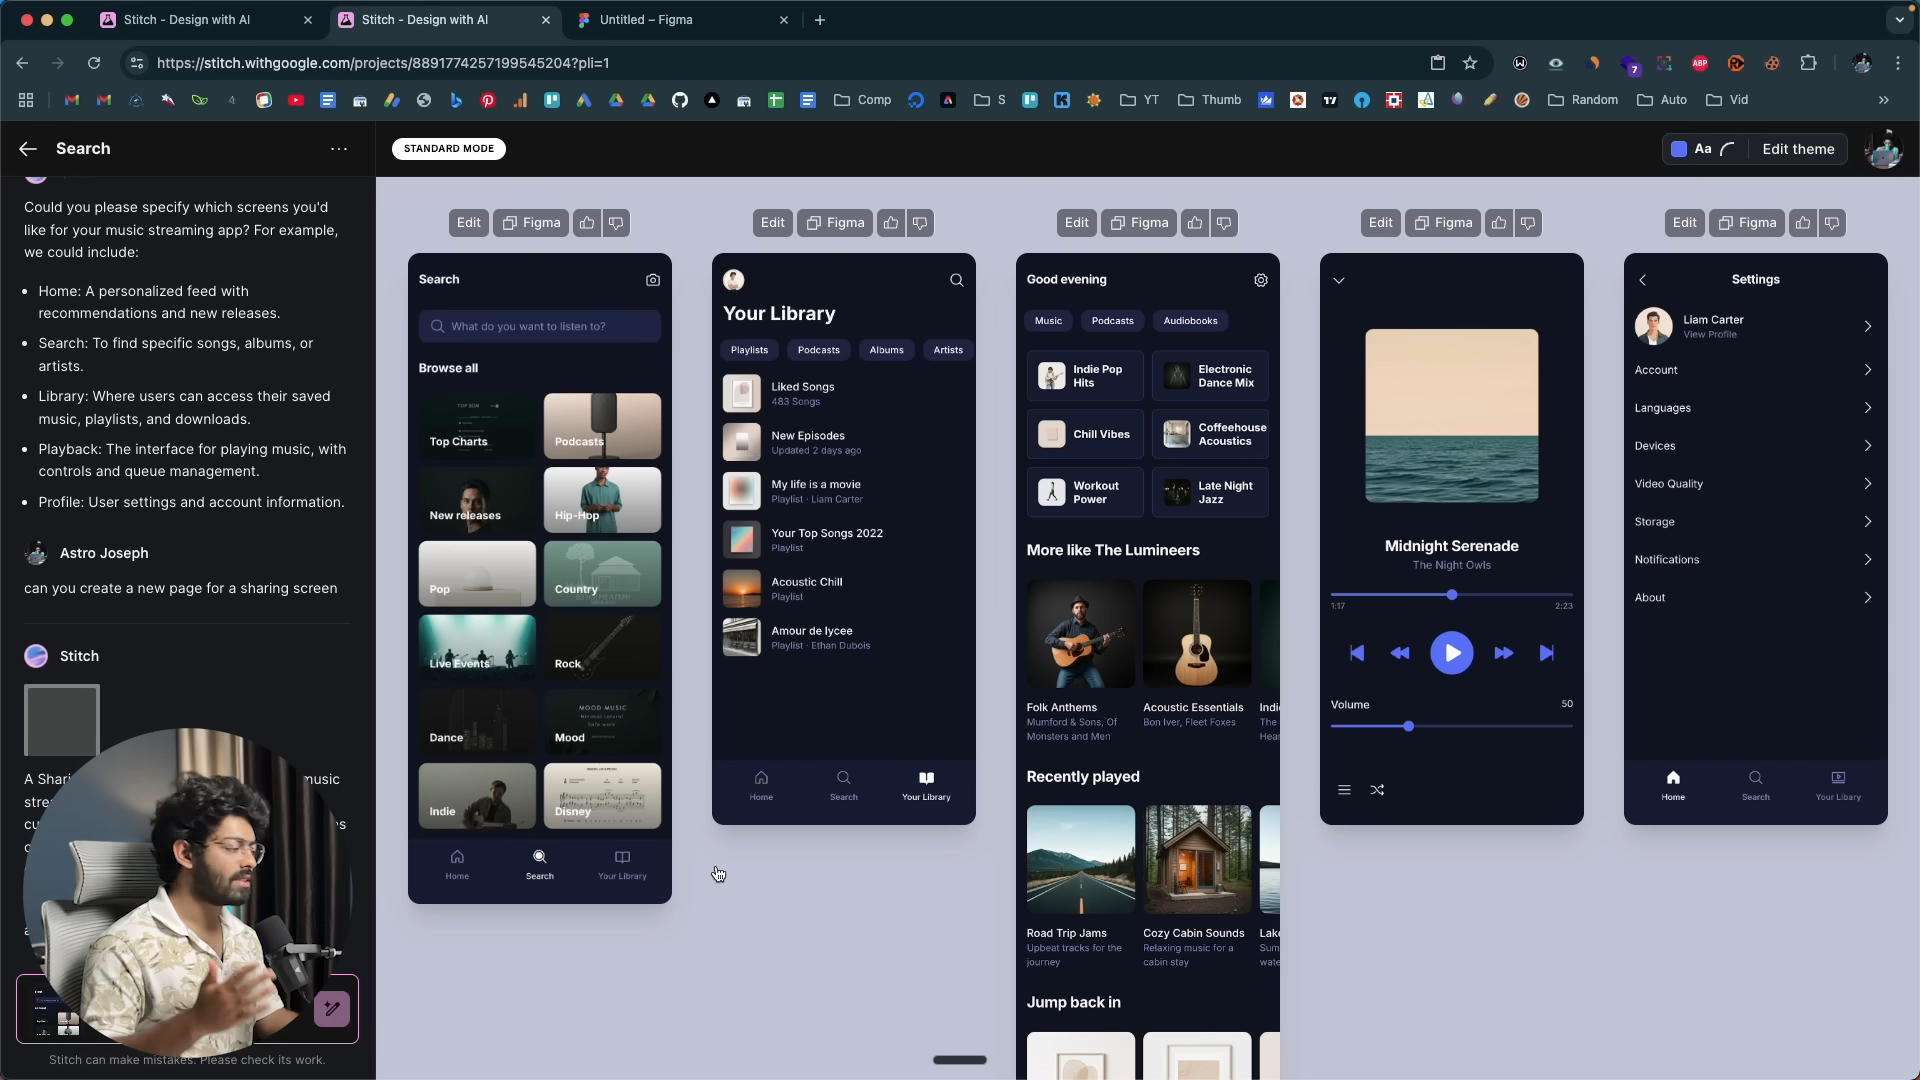 Stitch - Design with AI
Stitch - Design with AI
Untitled – Figma
https://stitch.withgoogle.com/projects/8891774257199545204?pli=1
7
ABP
Comp
S
YT
Thumb
Random
Auto
Vid
Search
STANDARD MODE
Aa
Edit theme
Could you please specify which screens you'd
like for your music streaming app? For example,
we could include:
• Home: A personalized feed with
recommendations and new releases.
• Search: To find specific songs, albums, or
artists.
• Library: Where users can access their saved
music, playlists, and downloads.
• Playback: The interface for playing music, with
controls and queue management.
• Profile: User settings and account information.
Astro Joseph
can you create a new page for a sharing screen
Stitch
A Shari
music
Stitch can make mistakes. Please check its work.
Edit
Figma
Search
What do you want to listen to?
Browse all
Top Charts
Podcasts
New releases
Hip-Hop
Pop
Country
Live Events
Rock
Dance
MOOD MUSIC
Mood
Indie
Disney
Home
Search
Your Library
Edit
Figma
Your Library
Playlists
Podcasts
Albums
Artists
Liked Songs
483 Songs
New Episodes
Updated 2 days ago
My life is a movie
Playlist · Liam Carter
Your Top Songs 2022
Playlist
Acoustic Chill
Playlist
Amour de lycee
Playlist · Ethan Dubois
Home
Search
Your Library
Edit
Figma
Good evening
Music
Podcasts
Audiobooks
Indie Pop
Hits
Electronic
Dance Mix
Chill Vibes
Coffeehouse
Acoustics
Workout
Power
Late Night
Jazz
More like The Lumineers
Folk Anthems
Mumford & Sons, Of
Monsters and Men
Acoustic Essentials
Bon Iver, Fleet Foxes
Indi
The
Hear
Recently played
Road Trip Jams
Upbeat tracks for the
journey
Cozy Cabin Sounds
Relaxing music for a
cabin stay
Lake
Sum
wate
Jump back in
Edit
Figma
Midnight Serenade
The Night Owls
1:17
2:23
Volume
50
Edit
Figma
Settings
Liam Carter
View Profile
Account
Languages
Devices
Video Quality
Storage
Notifications
About
Home
Search
Your Libary